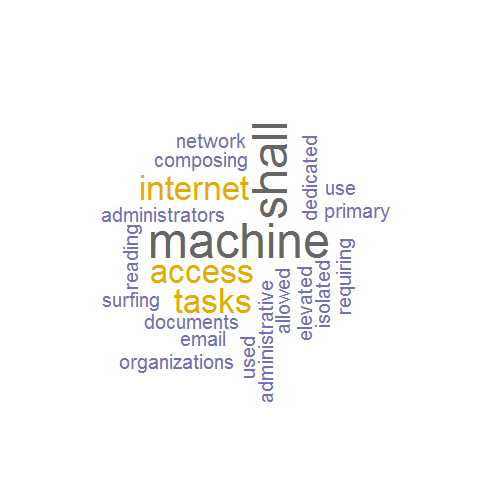 network
composing
internet
shall
dedicated
use
administrators
primary
machine
reading
access
surfing
tasks
administrative
allowed
elevated
isolated
requiring
documents
email
organizations
used